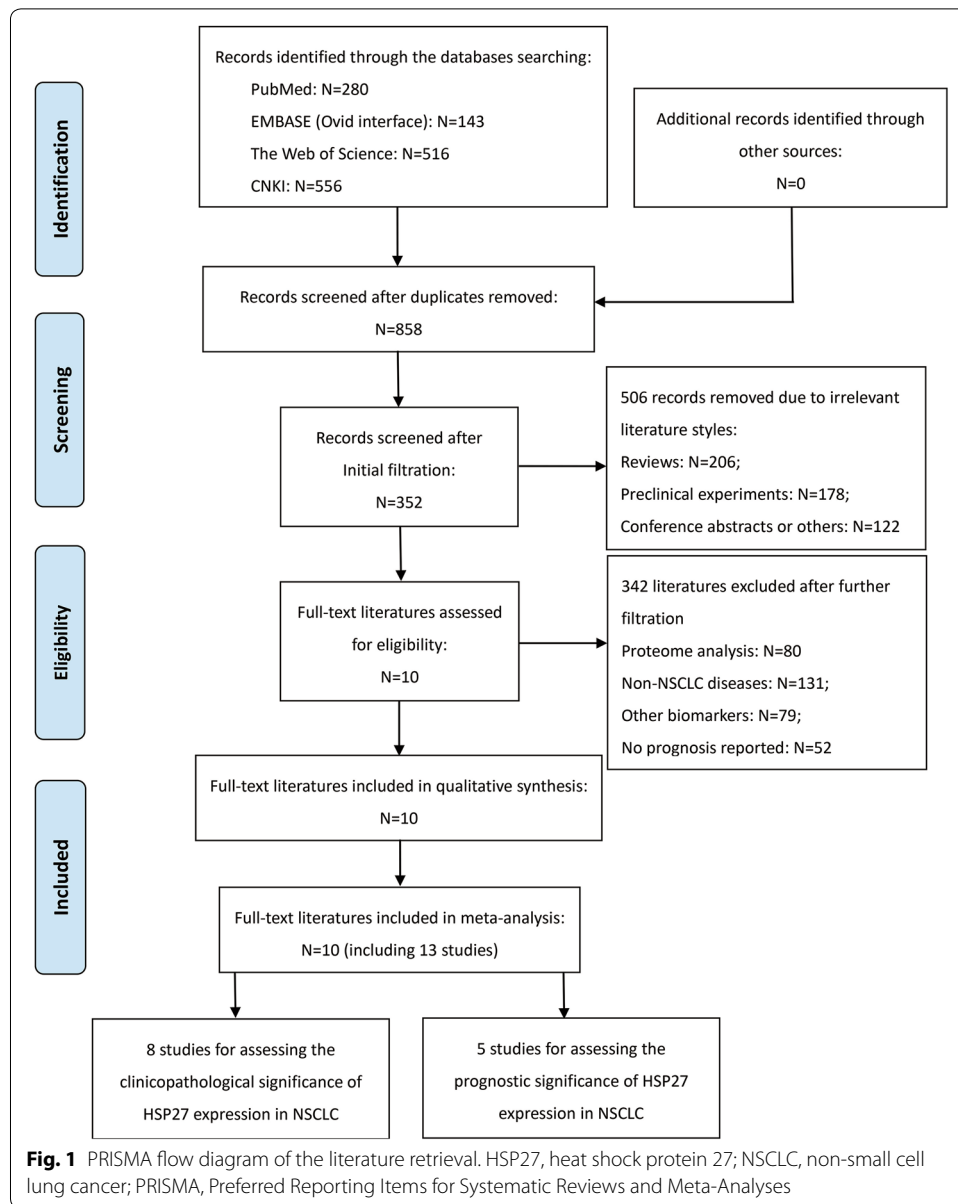 Identification
Records identified through the databases searching:
PubMed: N=280
EMBASE (Ovid interface): N=143
The Web of Science: N=516
CNKI: N=556
Additional records identified through
other sources:
N=0
Records screened after duplicates removed:
N=858
Screening
Records screened after
Initial filtration:
N=352
506 records removed due to irrelevant
literature styles:
Reviews: N=206;
Preclinical experiments: N=178;
Conference abstracts or others: N=122
Eligibility
Full-text literatures assessed
for eligibility:
N=10
342 literatures excluded after further
filtration
Proteome analysis: N=80
Non-NSCLC diseases: N=131;
Other biomarkers: N=79;
No prognosis reported: N=52
Full-text literatures included in qualitative synthesis:
N=10
Included
Full-text literatures included in meta-analysis:
N=10 (including 13 studies)
8 studies for assessing the
clinicopathological significance of
HSP27 expression in NSCLC
5 studies for assessing the
prognostic significance of HSP27
expression in NSCLC
Fig. 1 PRISMA flow diagram of the literature retrieval. HSP27, heat shock protein 27; NSCLC, non-small cell
lung cancer; PRISMA, Preferred Reporting Items for Systematic Reviews and Meta-Analyses